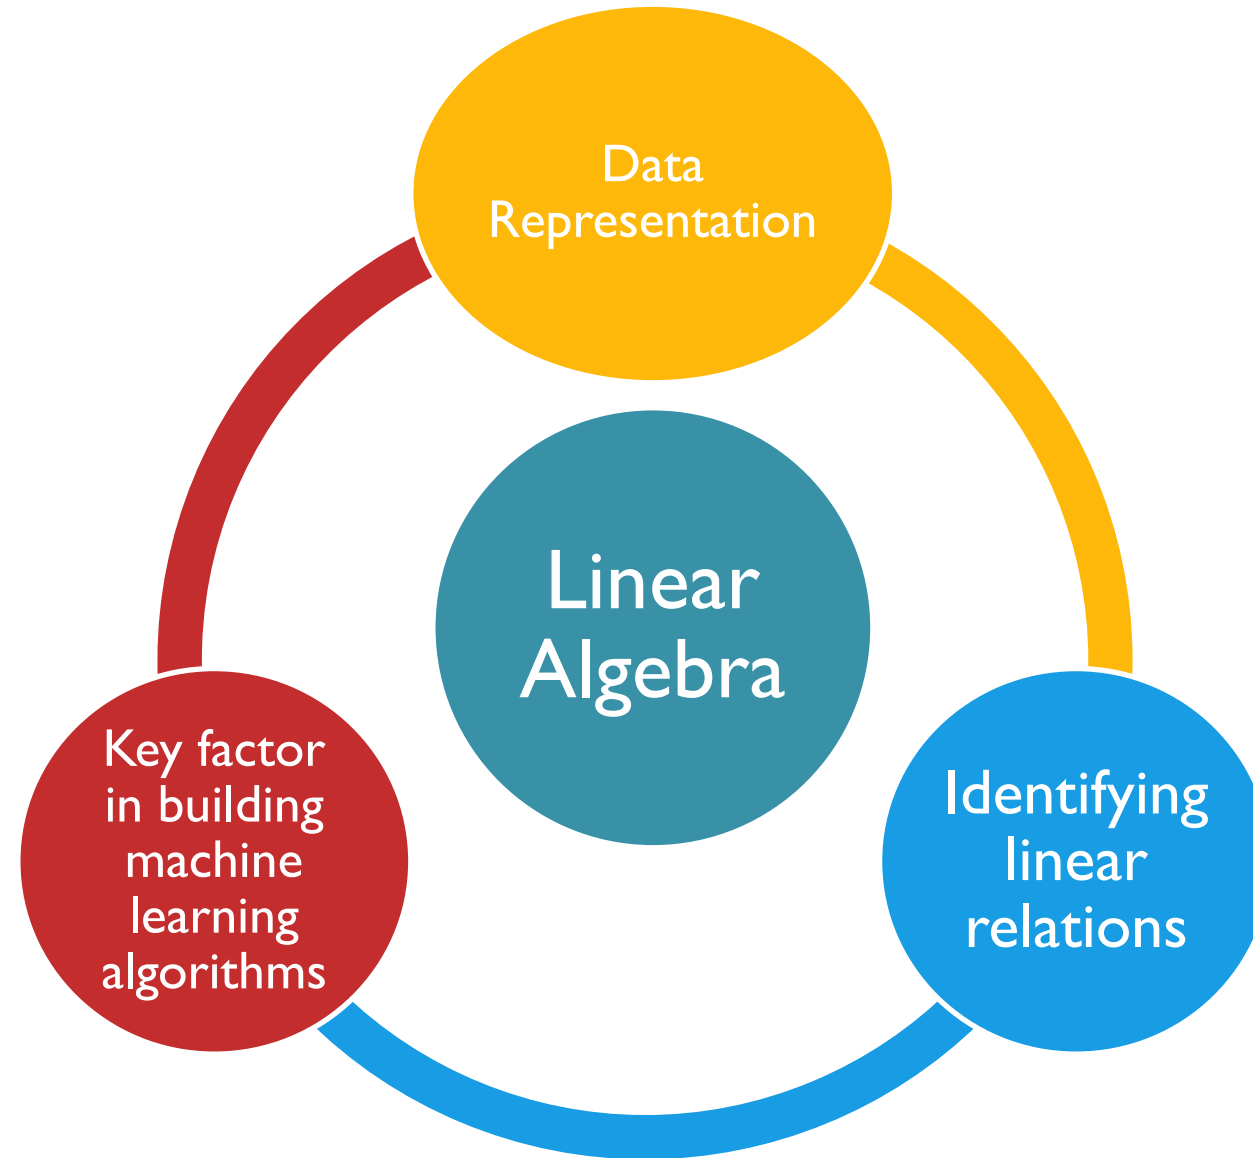 Data
Representation
Linear
Algebra
Key factor
in building
machine
learning
algorithms
Identifying
linear
relations